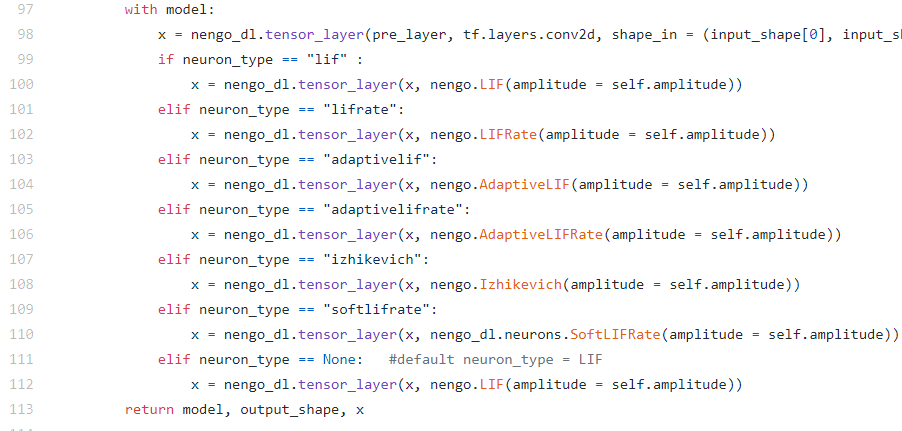 97 with model:
98 x = nengo_dl.tensor_layer(pre_layer, tf.layers.conv2d, shape_in = (input_shape[0], input_sh
99 if neuron_type == "lif" :
100 x = nengo_dl.tensor_layer(x, nengo.LIF(amplitude = self.amplitude))
101 elif neuron_type == "lifrate":
102 x = nengo_dl.tensor_layer(x, nengo.LIFRate(amplitude = self.amplitude))
103 elif neuron_type == "adaptivelif":
104 x = nengo_dl.tensor_layer(x, nengo.AdaptiveLIF(amplitude = self.amplitude))
105 elif neuron_type == "adaptivelifrate":
106 x = nengo_dl.tensor_layer(x, nengo.AdaptiveLIFRate(amplitude = self.amplitude))
107 elif neuron_type == "izhikevich":
108 x = nengo_dl.tensor_layer(x, nengo.Izhikevich(amplitude = self.amplitude))
109 elif neuron_type == "softlifrate":
110 x = nengo_dl.tensor_layer(x, nengo_dl.neurons.SoftLIFRate(amplitude = self.amplitude))
111 elif neuron_type == None: #default neuron_type = LIF
112 x = nengo_dl.tensor_layer(x, nengo.LIF(amplitude = self.amplitude))
113 return model, output_shape, x